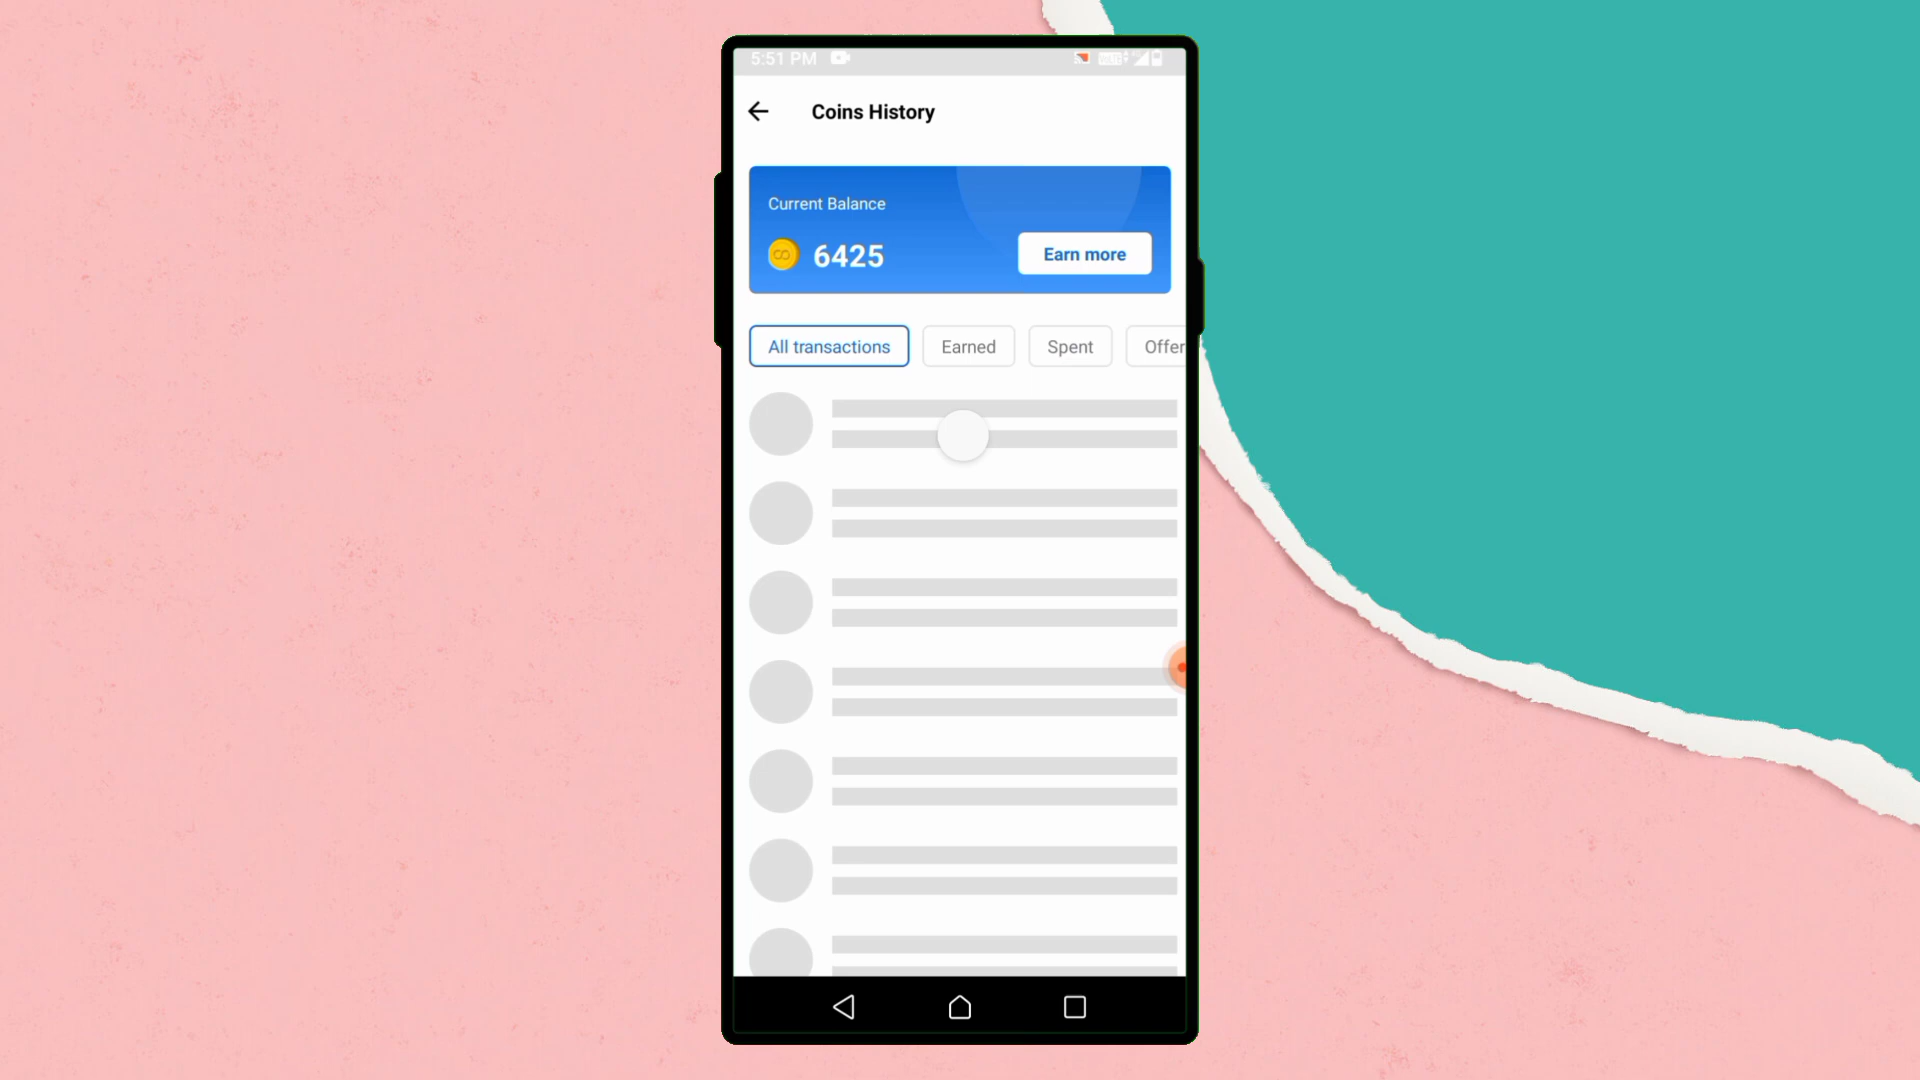 5:51 PM
Coins History
Current Balance
6425
Earn more
All transactions
Earned
Spent
Offer